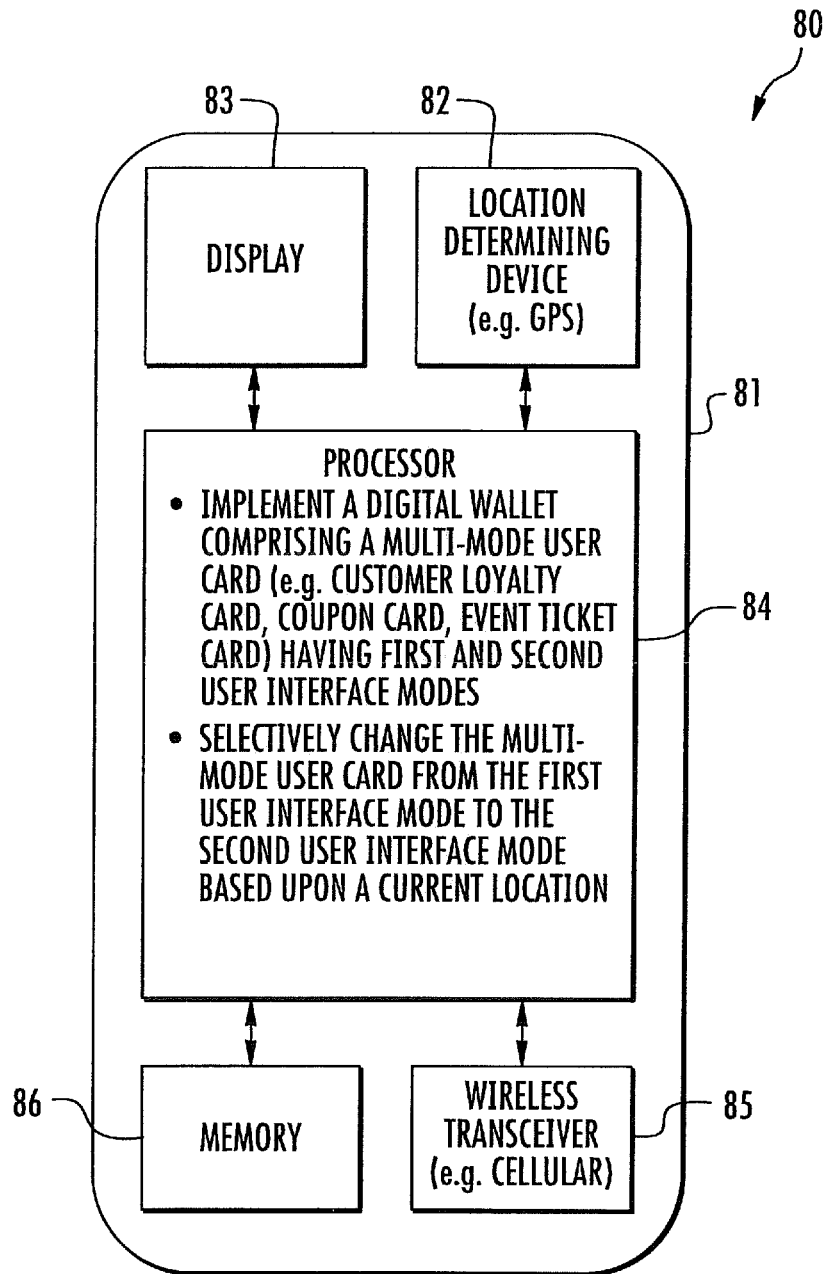 80
83
82
DISPLAY
LOCATION
DETERMINING
DEVICE
(e.g. GPS)
81
PROCESSOR
• IMPLEMENT A DIGITAL WALLET
COMPRISING A MULTI-MODE USER
CARD (e.g. CUSTOMER LOYALTY
CARD, COUPON CARD, EVENT TICKET
CARD) HAVING FIRST AND SECOND
USER INTERFACE MODES
• SELECTIVELY CHANGE THE MULTI-
MODE USER CARD FROM THE FIRST
USER INTERFACE MODE TO THE
SECOND USER INTERFACE MODE
BASED UPON A CURRENT LOCATION
84
86
MEMORY
WIRELESS
TRANSCEIVER
(e.g. CELLULAR)
85